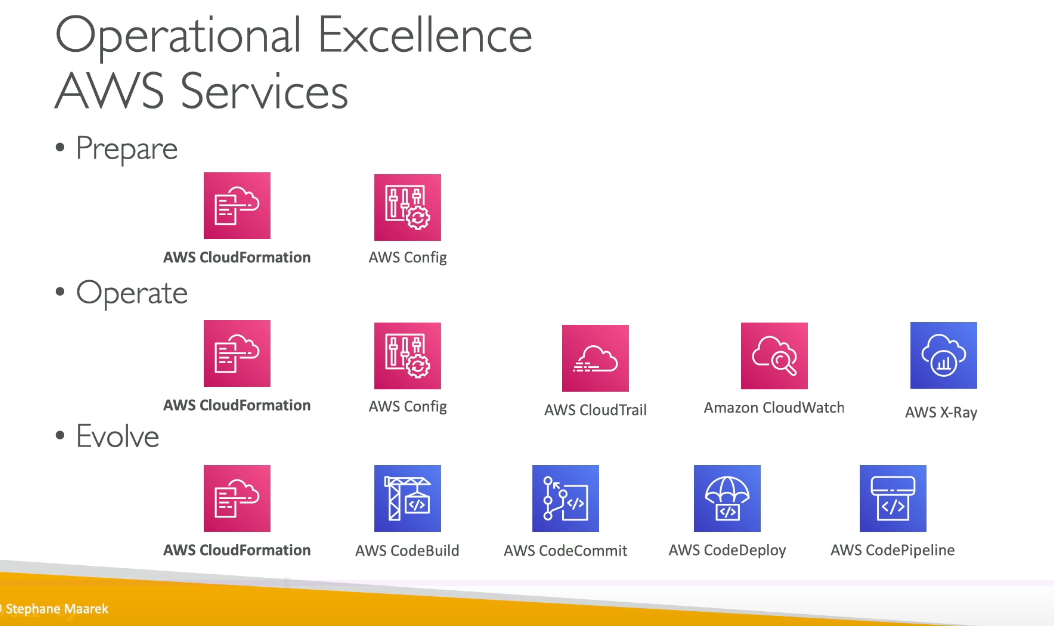 Operational Excellence
AWS Services
• Prepare
AWS CloudFormation
AWS Config
• Operate
AWS CloudFormation
AWS Config
AWS CloudTrail
Amazon CloudWatch
AWS X-Ray
• Evolve
AWS CloudFormation
AWS CodeBuild
AWS CodeCommit
AWS CodeDeploy
AWS CodePipeline
Stephane Maarek